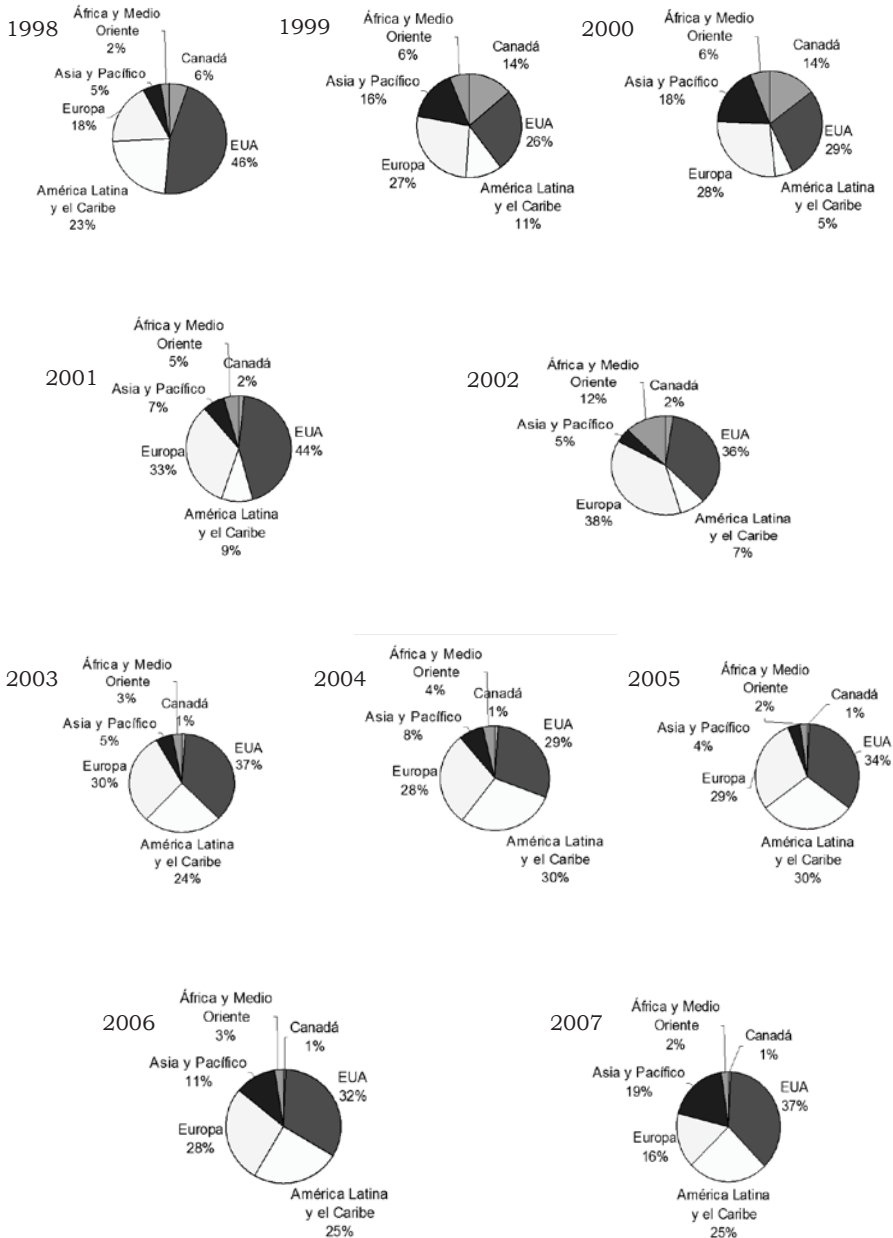 1998
África y Medio
Oriente
2%
Canadá
6%
Asia y Pacífico
5%
Europa
18%
EUA
46%
América Latina
y el Caribe
23%
1999
África y Medio
Oriente
6%
Canadá
14%
Asia y Pacífico
16%
EUA
26%
Europa
27%
América Latina
y el Caribe
11%
2000
África y Medio
Oriente
6%
Canadá
14%
Asia y Pacífico
18%
EUA
29%
Europa
28%
América Latina
y el Caribe
5%
2001
África y Medio
Oriente
5%
Canadá
2%
Asia y Pacífico
7%
EUA
44%
Europa
33%
América Latina
y el Caribe
9%
2002
África y Medio
Oriente
12%
Canadá
2%
Asia y Pacífico
5%
EUA
36%
Europa
38%
América Latina
y el Caribe
7%
2003
África y Medio
Oriente
3%
Canadá
1%
Asia y Pacífico
5%
EUA
37%
Europa
30%
América Latina
y el Caribe
24%
2004
África y Medio
Oriente
4%
Canadá
1%
Asia y Pacífico
8%
EUA
29%
Europa
28%
América Latina
y el Caribe
30%
2005
África y Medio
Oriente
2%
Canadá
1%
Asia y Pacífico
4%
EUA
34%
Europa
29%
América Latina
y el Caribe
30%
2006
África y Medio
Oriente
3%
Canadá
1%
Asia y Pacífico
11%
EUA
32%
Europa
28%
América Latina
y el Caribe
25%
2007
África y Medio
Oriente
2%
Canadá
1%
Asia y Pacífico
19%
EUA
37%
Europa
16%
América Latina
y el Caribe
25%